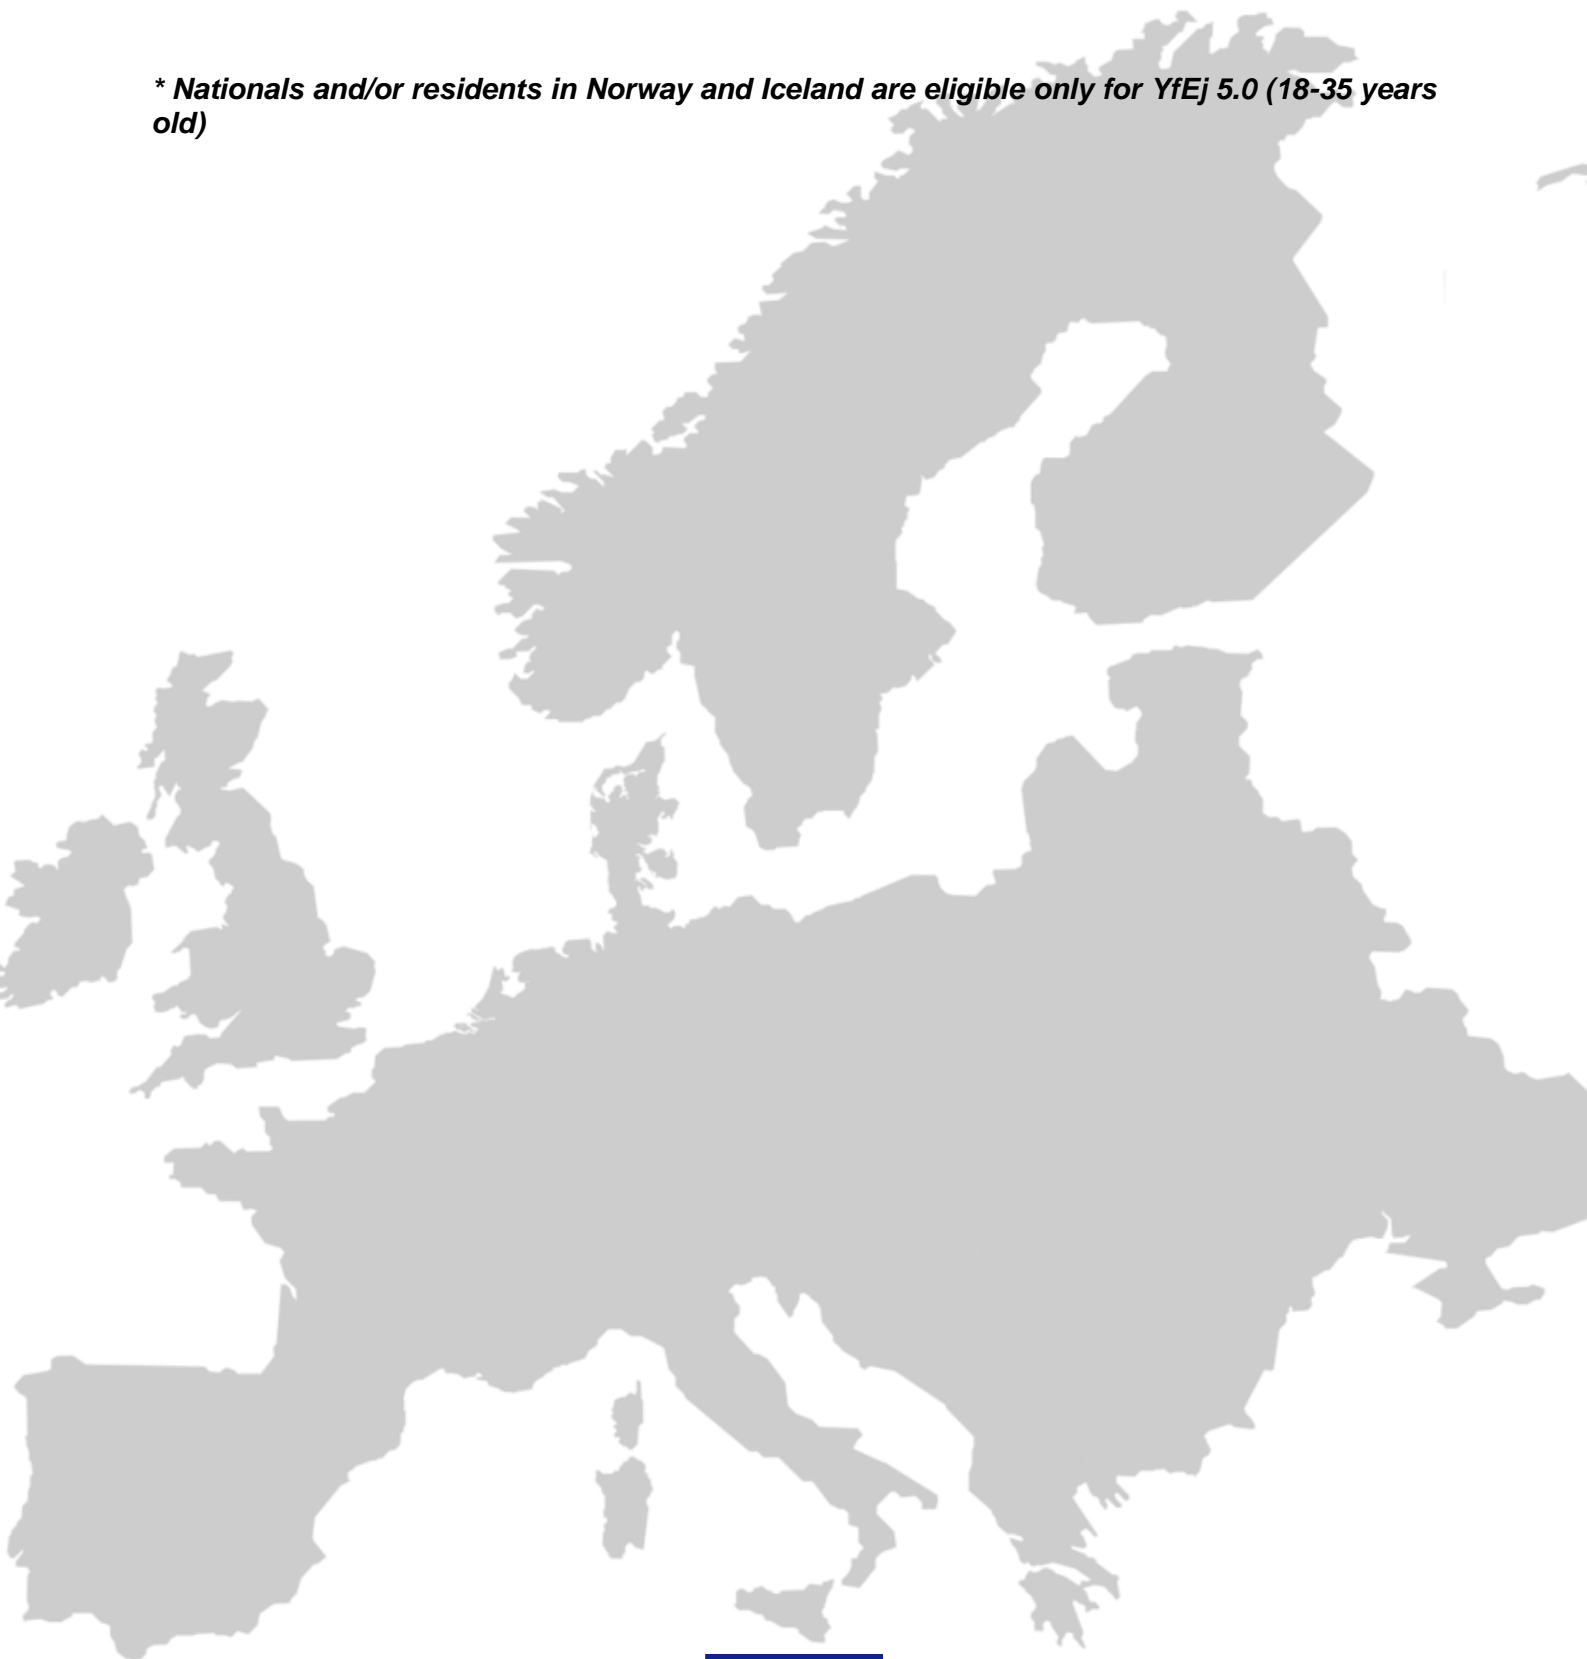 * Nationals and/or residents in Norway and Iceland are eligible only for YfEj 5.0 (18-35 years
old)